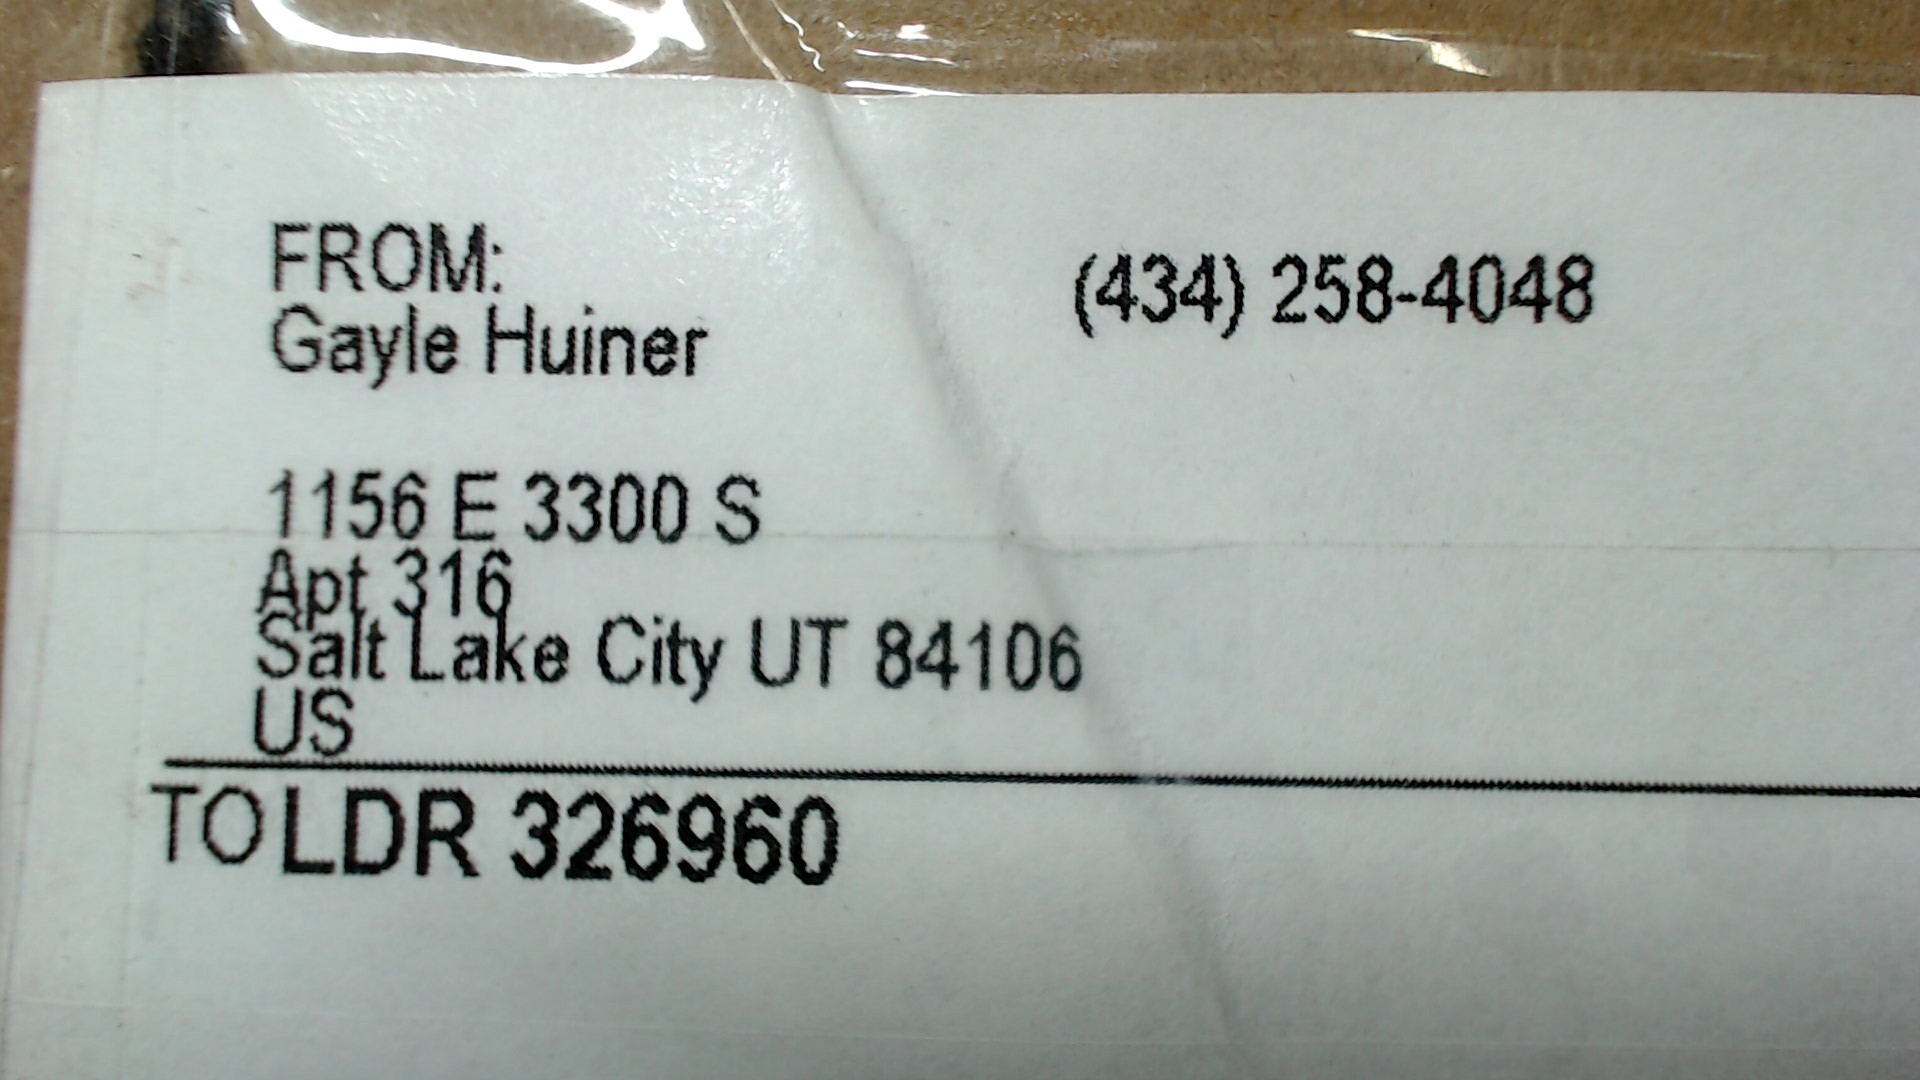 FROM:
Gayle Huiner
(434) 258-4048
1156 E 3300 S
Apt 316
Salt Lake City UT 84106
US
TO LDR 326960